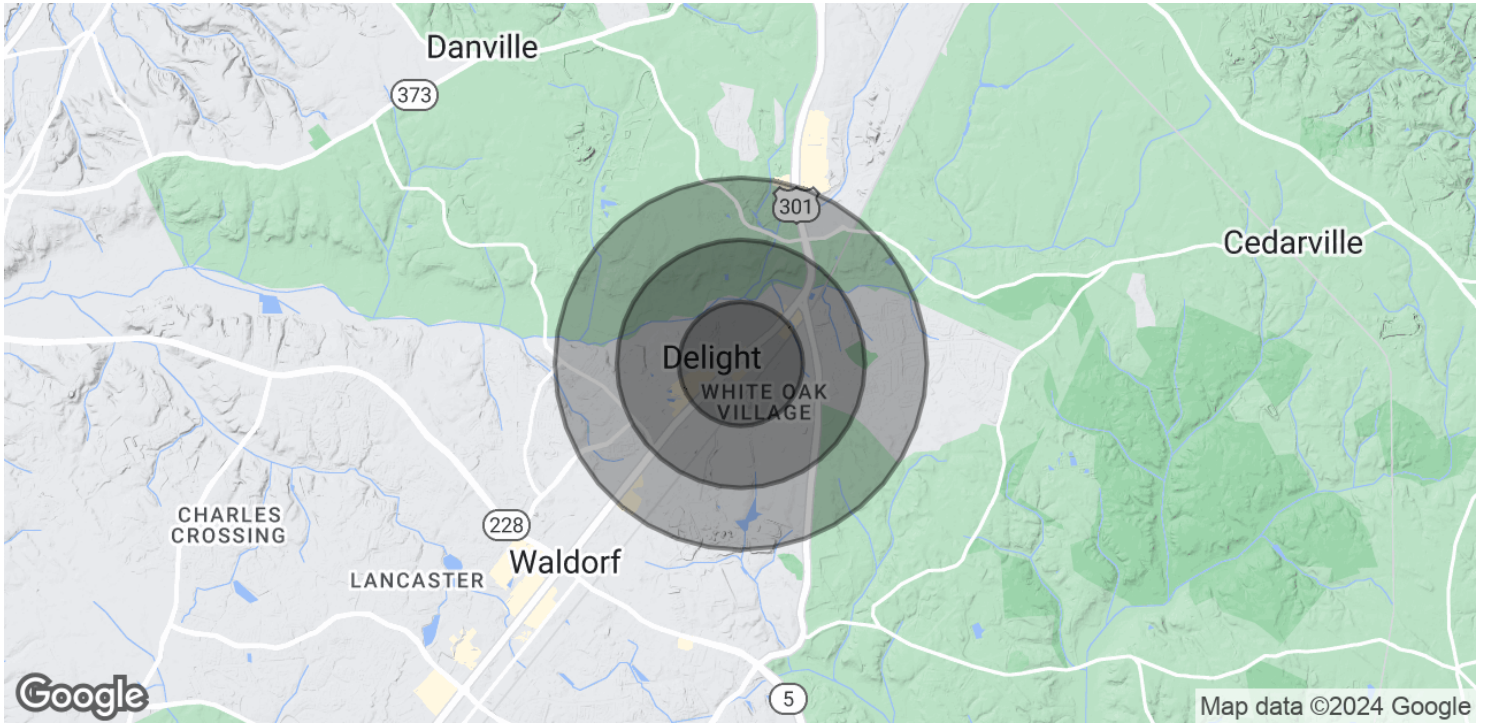 Danville
373
301
Cedarville
Delight
WHITE OAK
VILLAGE
CHARLES
CROSSING
228
Waldorf
LANCASTER
5
Google
Map data ©2024 Google